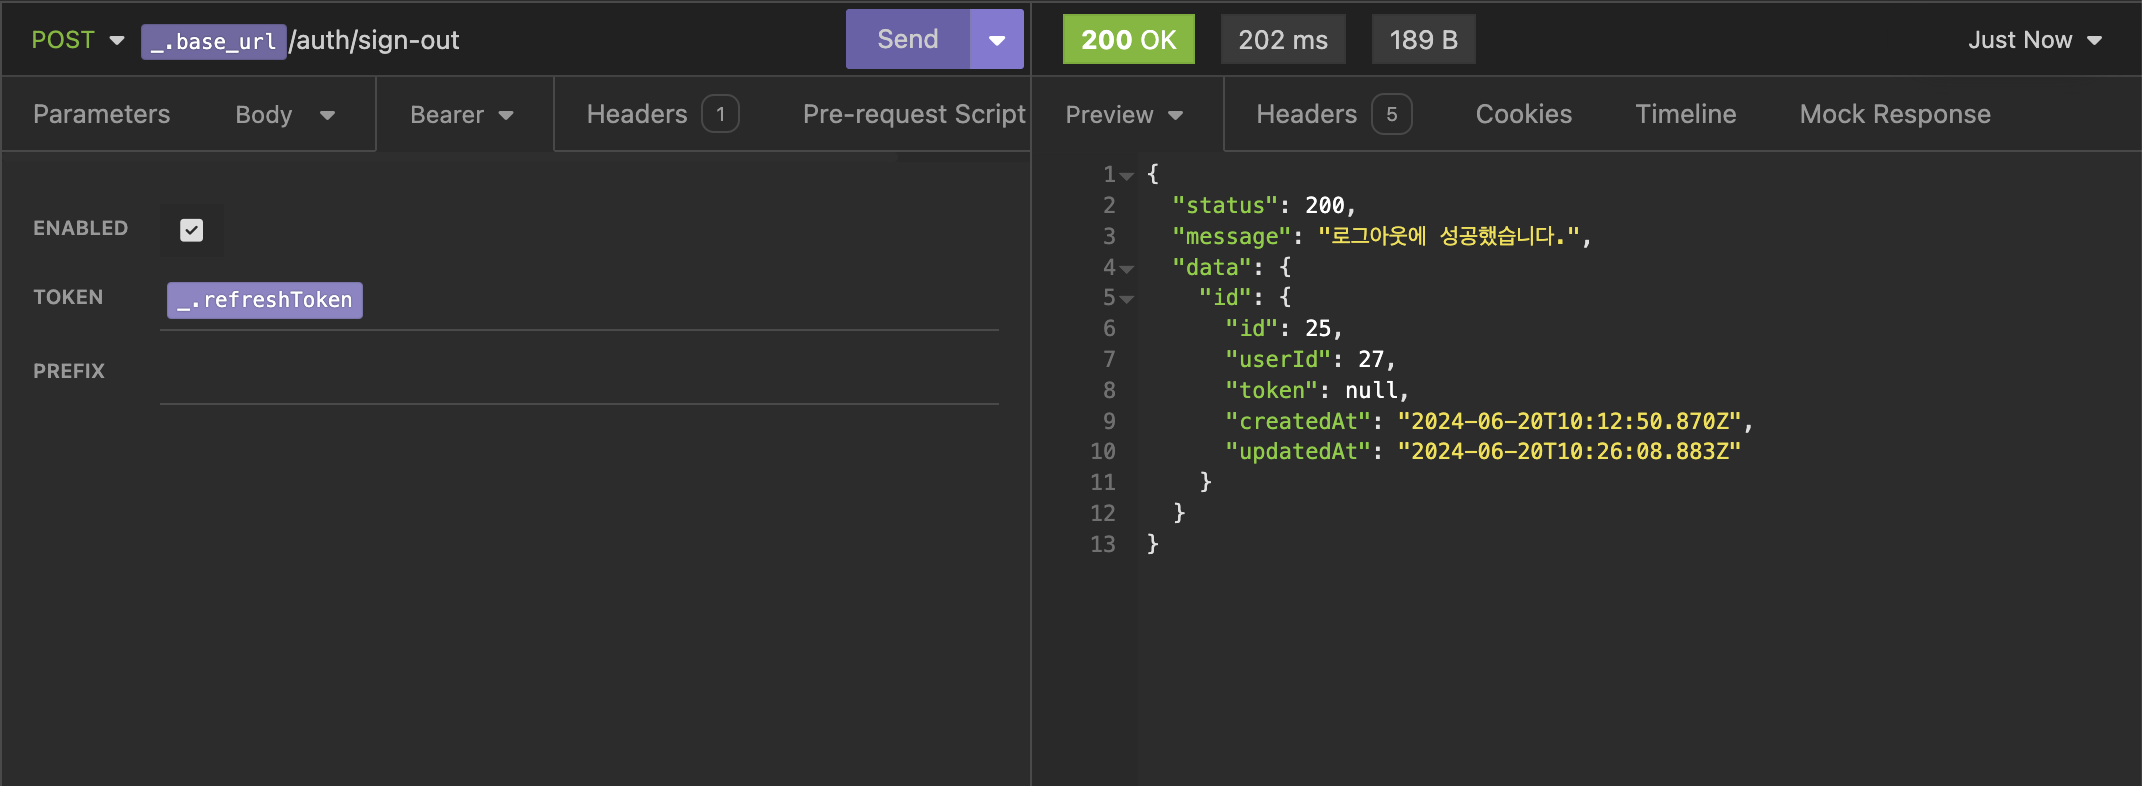 POST _.base_url/auth/sign-out Send
200 OK 202 ms 189 B Just Now
Parameters Body Bearer Headers 1 Pre-request Script
Preview Headers 5 Cookies Timeline Mock Response
ENABLED
TOKEN _.refreshToken
PREFIX
1 {
2 "status": 200,
3 "message": "로그아웃에 성공했습니다.",
4 "data": {
5 "id": {
6 "id": 25,
7 "userId": 27,
8 "token": null,
9 "createdAt": "2024-06-20T10:12:50.870Z",
10 "updatedAt": "2024-06-20T10:26:08.883Z"
11 }
12 }
13 }